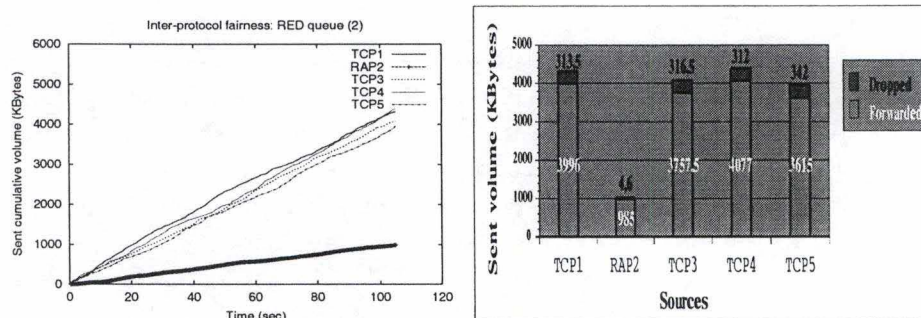 Inter-protocol fairness: RED queue (2)
6000
5000
4000
3000
2000
1000
0
Sent cumulative volume (KBytes)
TCP1
RAP2
TCP3
TCP4
TCP5
0
20
40
60
80
100
120
Time (sec)
Sent volume (KBytes)
5000
4000
3000
2000
1000
0
313.5
316.5
312
342
3996
3757.5
4077
3615
4.6
985
TCP1
RAP2
TCP3
TCP4
TCP5
Sources
Dropped
Forwarded